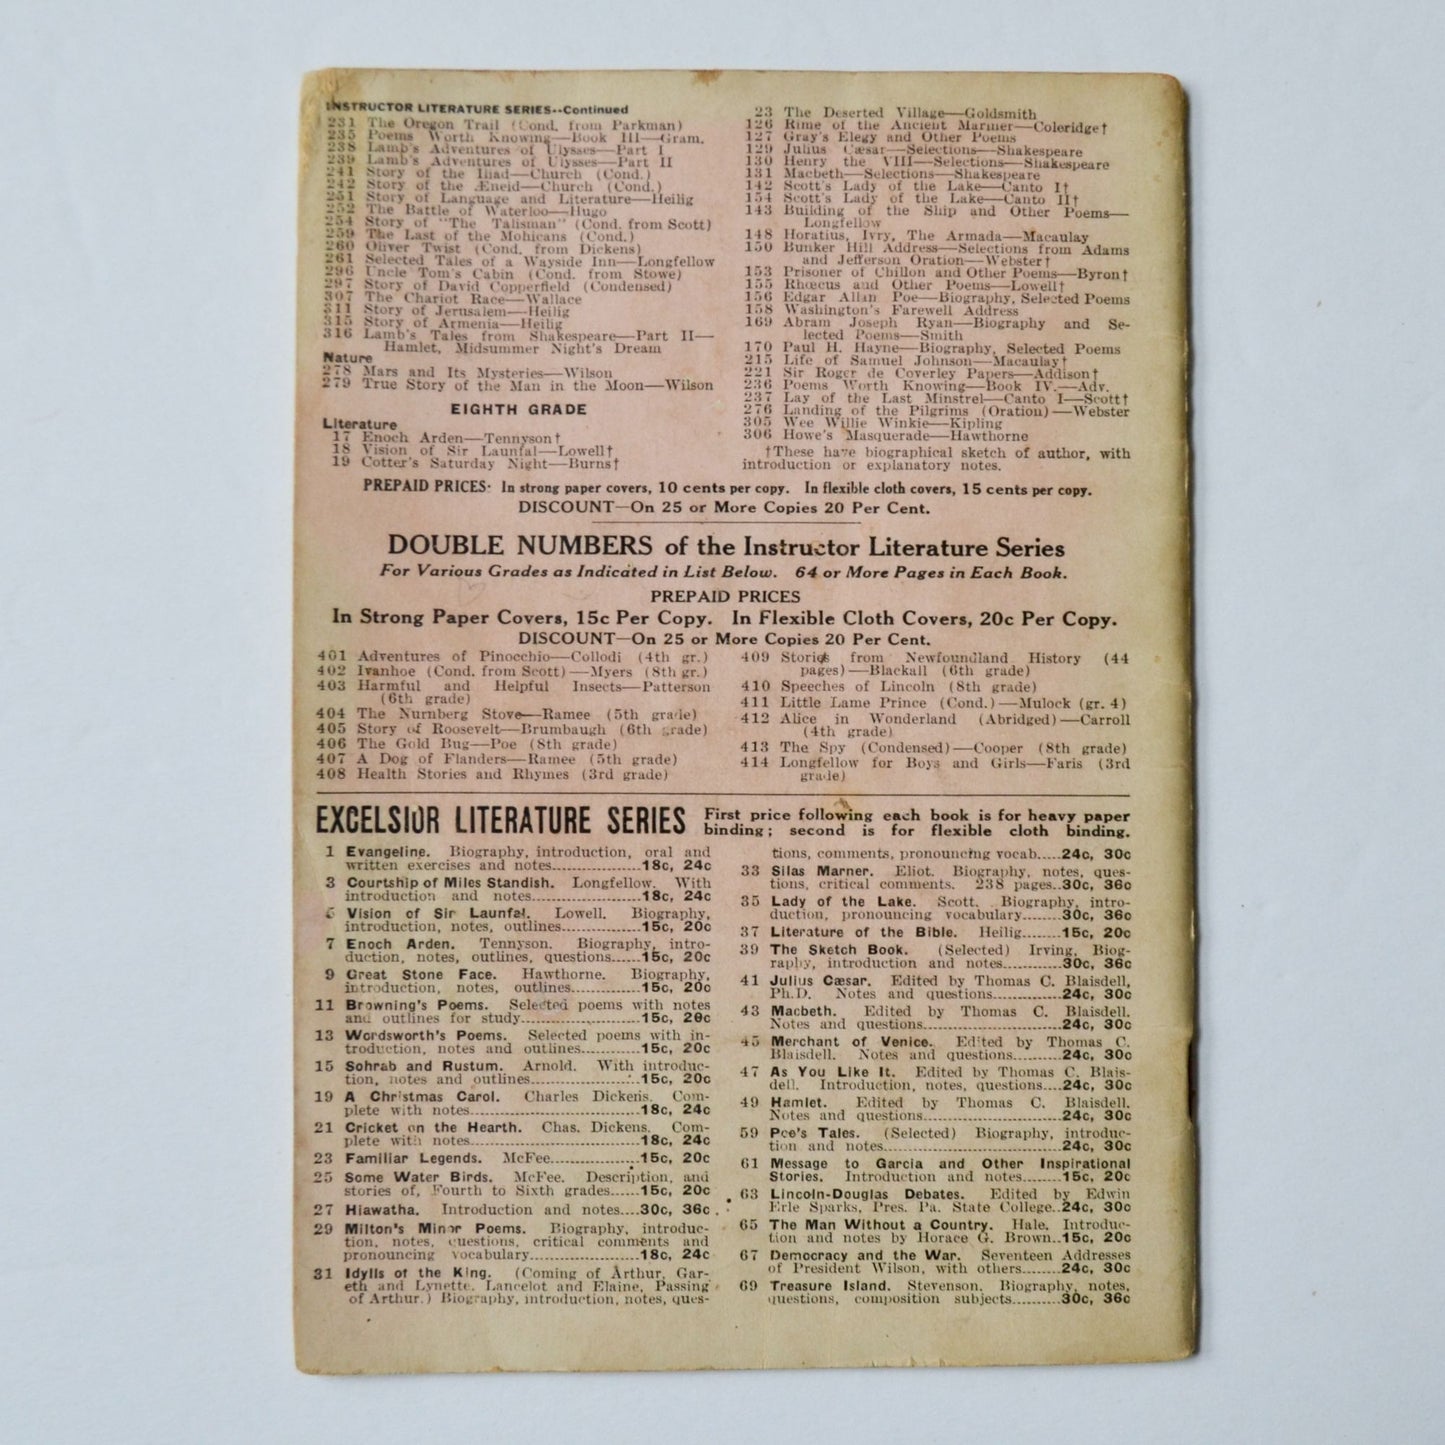 INSTRUCTOR LITERATURE SERIES--Continued
231 The Oregon Trail (Cond. from Parkman)
235 Poems Worth Knowing—Book III—Gram.
238 Lamb's Adventures of Ulysses—Part I
239 Lamb's Adventures of Ulysses—Part II
241 Story of the Iliad—Church (Cond.)
242 Story of the Æneid—Church (Cond.)
251 Story of Language and Literature—Heilig
252 The Battle of Waterloo—Hugo
254 Story of "The Talisman" (Cond. from Scott)
259 The Last of the Mohicans (Cond.)
260 Oliver Twist (Cond. from Dickens)
261 Selected Tales of a Wayside Inn—Longfellow
296 Uncle Tom's Cabin (Cond. from Stowe)
297 Story of David Copperfield (Condensed)
307 The Chariot Race—Wallace
311 Story of Jerusalem—Heilig
315 Story of Armenia—Heilig
316 Lamb's Tales from Shakespeare—Part II—
Hamlet, Midsummer Night's Dream
Nature
278 Mars and Its Mysteries—Wilson
279 True Story of the Man in the Moon—Wilson
EIGHTH GRADE
Literature
17 Enoch Arden—Tennyson†
18 Vision of Sir Launfal—Lowell†
19 Cotter's Saturday Night—Burns†
23 The Deserted Village—Goldsmith
126 Rime of the Ancient Mariner—Coleridge†
127 Gray's Elegy and Other Poems
129 Julius Cæsar—Selections—Shakespeare
130 Henry the VIII—Selections—Shakespeare
131 Macbeth—Selections—Shakespeare
142 Scott's Lady of the Lake—Canto I†
154 Scott's Lady of the Lake—Canto II†
143 Building of the Ship and Other Poems—
Longfellow
148 Horatius, Ivry, The Armada—Macaulay
150 Bunker Hill Address—Selections from Adams
and Jefferson Oration—Webster†
153 Prisoner of Chillon and Other Poems—Byron†
155 Rhœcus and Other Poems—Lowell†
156 Edgar Allan Poe—Biography, Selected Poems
158 Washington's Farewell Address
169 Abram Joseph Ryan—Biography and Se-
lected Poems—Smith
170 Paul H. Hayne—Biography, Selected Poems
215 Life of Samuel Johnson—Macaulay†
221 Sir Roger de Coverley Papers—Addison†
236 Poems Worth Knowing—Book IV.—Adv.
237 Lay of the Last Minstrel—Canto I—Scott†
276 Landing of the Pilgrims (Oration)—Webster
305 Wee Willie Winkie—Kipling
306 Howe's Masquerade—Hawthorne
†These have biographical sketch of author, with
introduction or explanatory notes.
PREPAID PRICES- In strong paper covers, 10 cents per copy. In flexible cloth covers, 15 cents per copy.
DISCOUNT—On 25 or More Copies 20 Per Cent.
DOUBLE NUMBERS of the Instructor Literature Series
For Various Grades as Indicated in List Below. 64 or More Pages in Each Book.
PREPAID PRICES
In Strong Paper Covers, 15c Per Copy. In Flexible Cloth Covers, 20c Per Copy.
DISCOUNT—On 25 or More Copies 20 Per Cent.
401 Adventures of Pinocchio—Collodi (4th gr.)
402 Ivanhoe (Cond. from Scott)—Myers (8th gr.)
403 Harmful and Helpful Insects—Patterson
(6th grade)
404 The Nurnberg Stove—Ramee (5th grade)
405 Story of Roosevelt—Brumbaugh (6th grade)
406 The Gold Bug—Poe (8th grade)
407 A Dog of Flanders—Ramee (5th grade)
408 Health Stories and Rhymes (3rd grade)
409 Stories from Newfoundland History (44
pages)—Blackall (6th grade)
410 Speeches of Lincoln (8th grade)
411 Little Lame Prince (Cond.)—Mulock (gr. 4)
412 Alice in Wonderland (Abridged)—Carroll
(4th grade)
413 The Spy (Condensed)—Cooper (8th grade)
414 Longfellow for Boys and Girls—Faris (3rd
grade)
EXCELSIOR LITERATURE SERIES First price following each book is for heavy paper
binding; second is for flexible cloth binding.
1 Evangeline. Biography, introduction, oral and
written exercises and notes....................18c, 24c
3 Courtship of Miles Standish. Longfellow. With
introduction and notes......................18c, 24c
5 Vision of Sir Launfal. Lowell. Biography,
introduction, notes, outlines................15c, 20c
7 Enoch Arden. Tennyson. Biography, intro-
duction, notes, outlines, questions......15c, 20c
9 Great Stone Face. Hawthorne. Biography,
introduction, notes, outlines..............15c, 20c
11 Browning's Poems. Selected poems with notes
and outlines for study........................15c, 20c
13 Wordsworth's Poems. Selected poems with in-
troduction, notes and outlines............15c, 20c
15 Sohrab and Rustum. Arnold. With introduc-
tion, notes and outlines......................15c, 20c
19 A Christmas Carol. Charles Dickens. Com-
plete with notes..................................18c, 24c
21 Cricket on the Hearth. Chas. Dickens. Com-
plete with notes..................................18c, 24c
23 Familiar Legends. McFee..................15c, 20c
25 Some Water Birds. McFee. Description, and
stories of, Fourth to Sixth grades......15c, 20c
27 Hiawatha. Introduction and notes....30c, 36c
29 Milton's Minor Poems. Biography, introduc-
tion, notes, questions, critical comments and
pronouncing vocabulary......................18c, 24c
31 Idylls of the King. (Coming of Arthur, Gar-
eth and Lynette, Lancelot and Elaine, Passing
of Arthur.) Biography, introduction, notes, ques-
tions, comments, pronouncing vocab.....24c, 30c
33 Silas Marner. Eliot. Biography, notes, ques-
tions, critical comments. 238 pages..30c, 36c
35 Lady of the Lake. Scott. Biography, intro-
duction, pronouncing vocabulary........30c, 36c
37 Literature of the Bible. Heilig........15c, 20c
39 The Sketch Book. (Selected) Irving, Biog-
raphy, introduction and notes............30c, 36c
41 Julius Cæsar. Edited by Thomas C. Blaisdell,
Ph.D. Notes and questions..............24c, 30c
43 Macbeth. Edited by Thomas C. Blaisdell.
Notes and questions............................24c, 30c
45 Merchant of Venice. Edited by Thomas C.
Blaisdell. Notes and questions..........24c, 30c
47 As You Like It. Edited by Thomas C. Blais-
dell. Introduction, notes, questions....24c, 30c
49 Hamlet. Edited by Thomas C. Blaisdell.
Notes and questions............................24c, 30c
59 Poe's Tales. (Selected) Biography, introduc-
tion and notes....................................24c, 30c
61 Message to Garcia and Other Inspirational
Stories. Introduction and notes........15c, 20c
63 Lincoln-Douglas Debates. Edited by Edwin
Erle Sparks, Pres. Pa. State College..24c, 30c
65 The Man Without a Country. Hale. Introduc-
tion and notes by Horace G. Brown..15c, 20c
67 Democracy and the War. Seventeen Addresses
of President Wilson, with others........24c, 30c
69 Treasure Island. Stevenson. Biography, notes,
questions, composition subjects..........30c, 36c